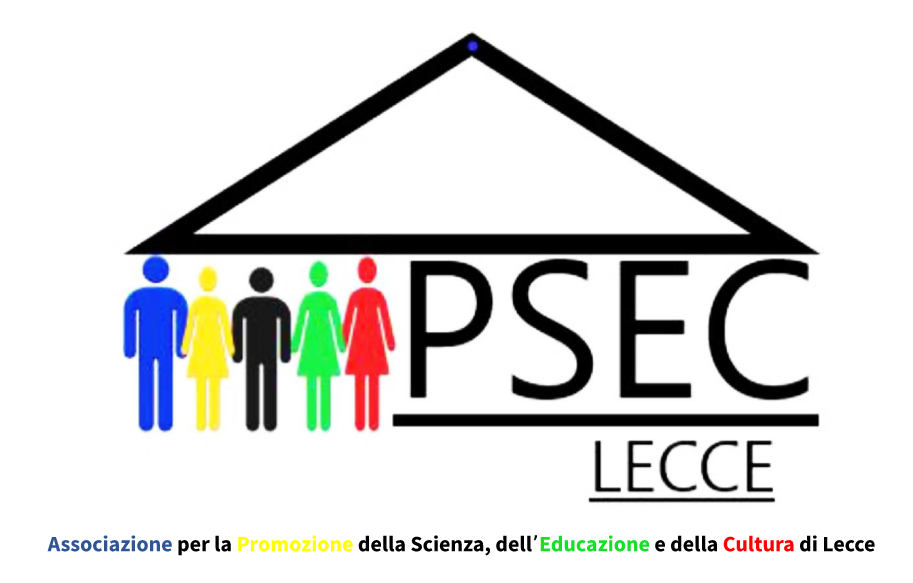 PSEC
LECCE
Associazione per la Promozione della Scienza, dell’Educazione e della Cultura di Lecce